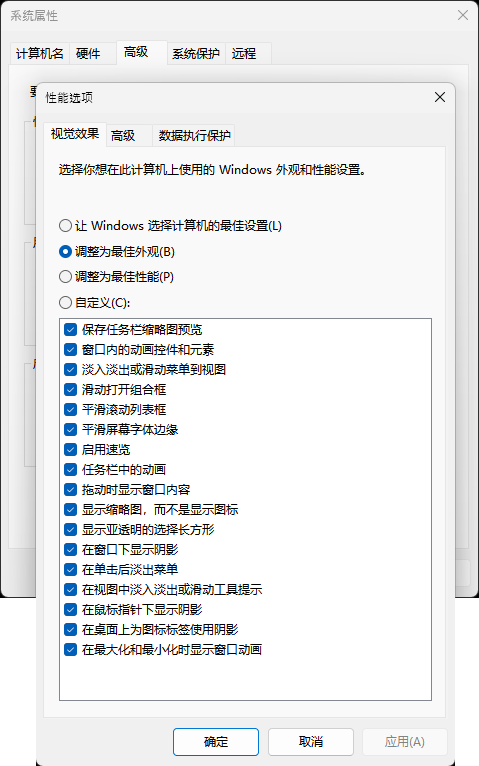 系统属性
计算机名 硬件 高级 系统保护 远程
性能选项
视觉效果 高级 数据执行保护
选择你想在此计算机上使用的 Windows 外观和性能设置。
让 Windows 选择计算机的最佳设置(L)
调整为最佳外观(B)
调整为最佳性能(P)
自定义(C):
保存任务栏缩略图预览
窗口内的动画控件和元素
淡入淡出或滑动菜单到视图
滑动打开组合框
平滑滚动列表框
平滑屏幕字体边缘
启用速览
任务栏中的动画
拖动时显示窗口内容
显示缩略图，而不是显示图标
显示亚透明的选择长方形
在窗口下显示阴影
在单击后淡出菜单
在视图中淡入淡出或滑动工具提示
在鼠标指针下显示阴影
在桌面上为图标标签使用阴影
在最大化和最小化时显示窗口动画
确定 取消 应用(A)